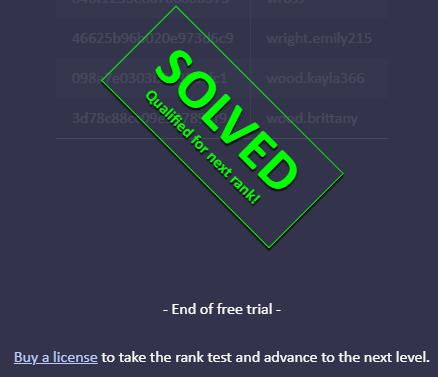 46625b96b020e973d6c9 wright.emily215
wood.kayla366
wood.brittany
SOLVED
Qualified for next rank!
- End of free trial -
Buy a license to take the rank test and advance to the next level.